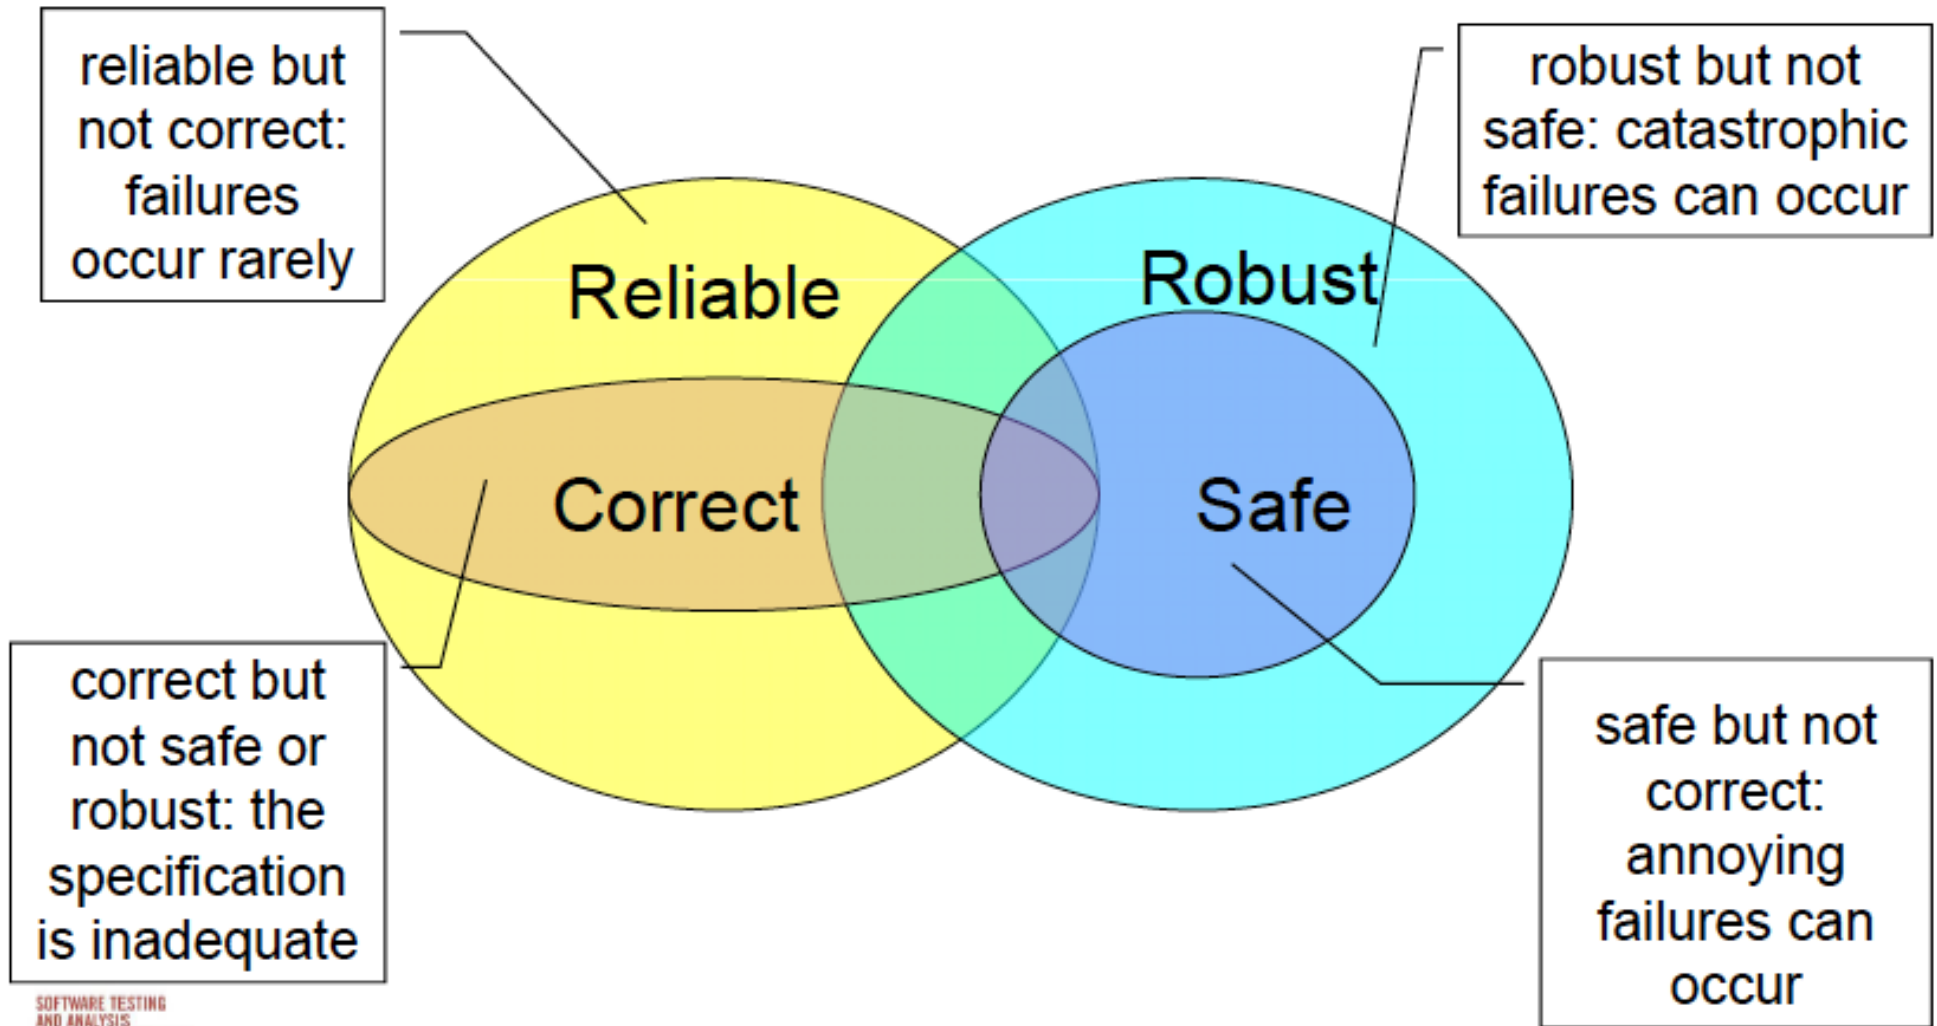 reliable but
not correct:
failures
occur rarely
robust but not
safe: catastrophic
failures can occur
Reliable
Robust
Correct
Safe
correct but
not safe or
robust: the
specification
is inadequate
safe but not
correct:
annoying
failures can
occur
SOFTWARE TESTING
AND ANALYSIS